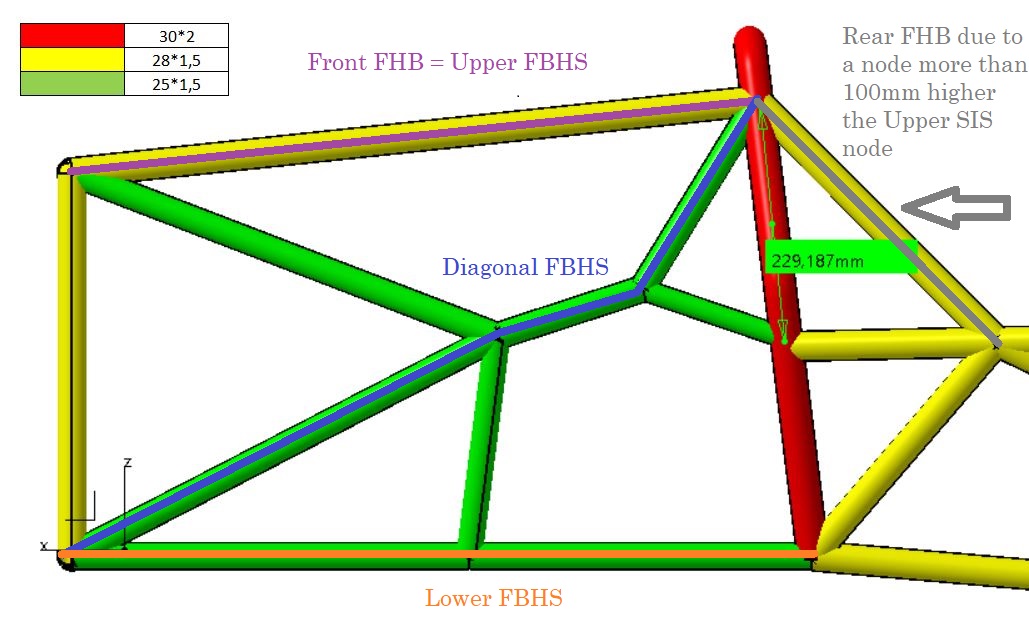 30*2
28*1,5
25*1,5
Front FHB = Upper FBHS
Rear FHB due to
a node more than
100mm higher
the Upper SIS
node
Diagonal FBHS
229,187mm
z
x
Lower FBHS